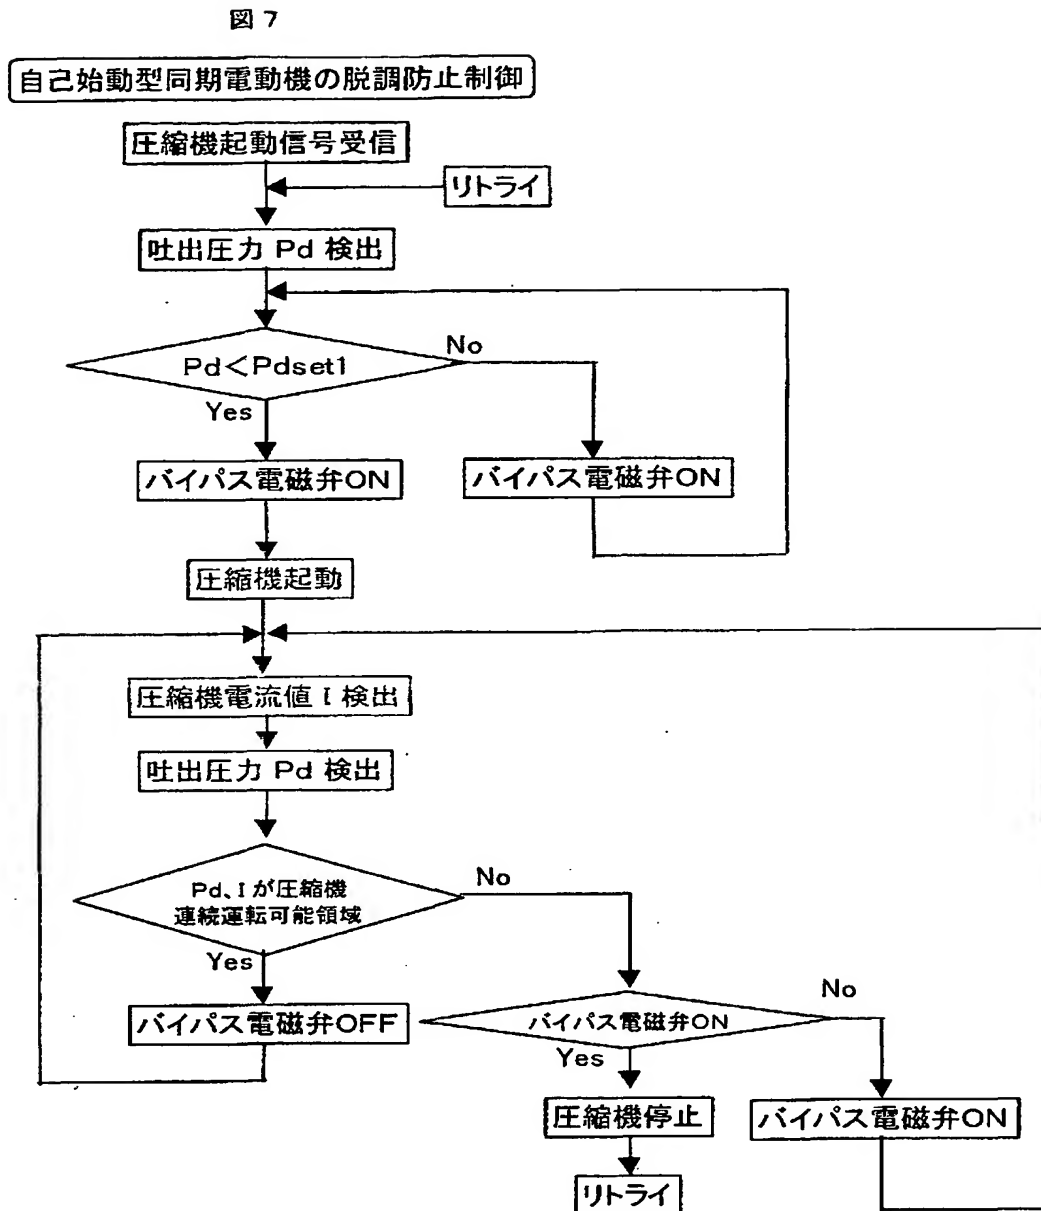 図7
自己始動型同期電動機の脱調防止制御
圧縮機起動信号受信
リトライ
吐出圧力 Pd 検出
Pd<Pdset1
No
Yes
バイパス電磁弁ON
バイパス電磁弁ON
圧縮機起動
圧縮機電流値 I 検出
吐出圧力 Pd 検出
Pd、Iが圧縮機
連続運転可能領域
No
Yes
バイパス電磁弁OFF
バイパス電磁弁ON
No
Yes
圧縮機停止
バイパス電磁弁ON
リトライ